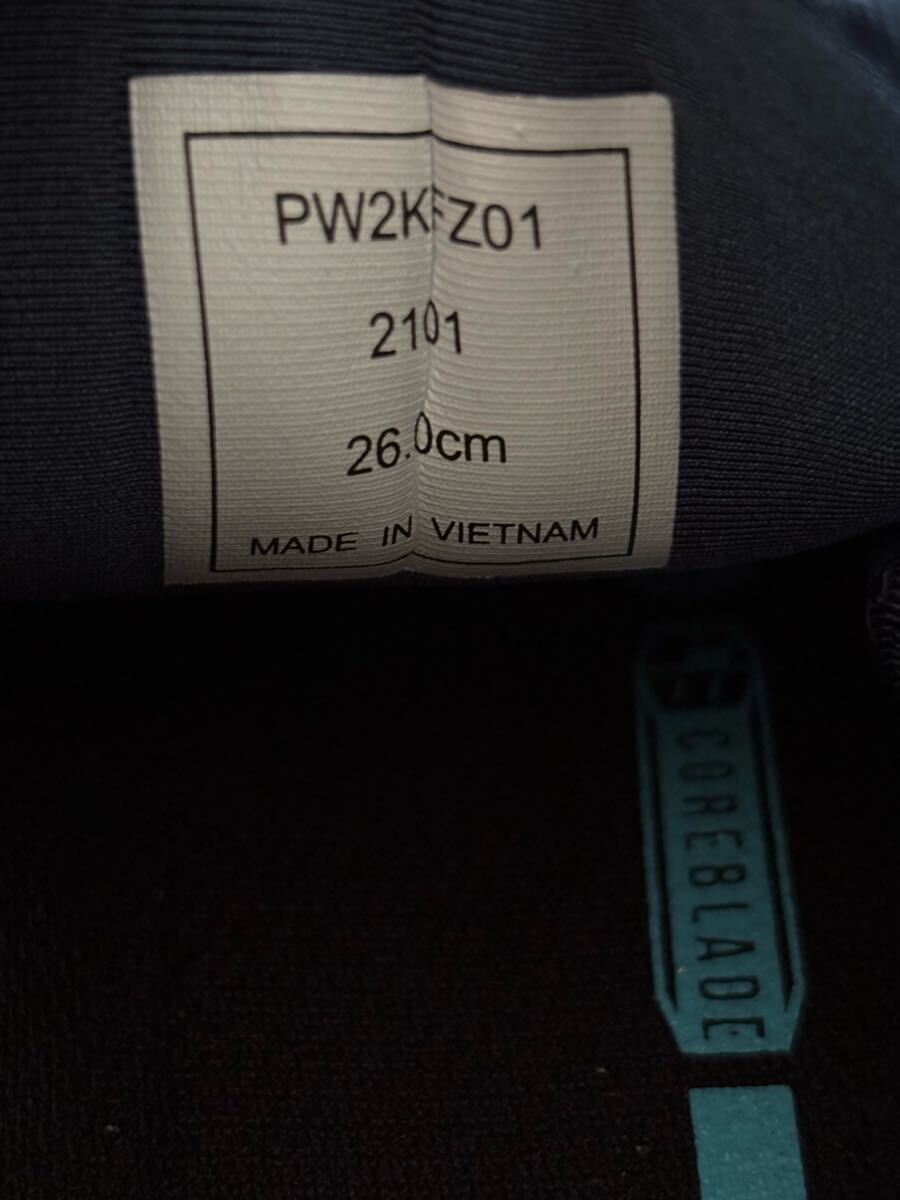 PW2KFZ01
2101
26.0cm
MADE IN VIETNAM
COREBLADE